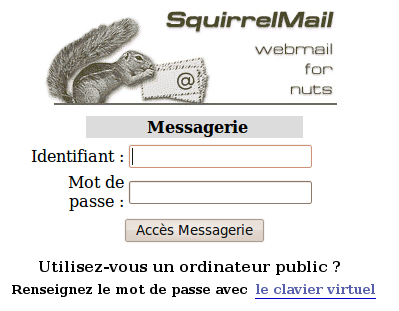 SquirrelMail
webmail
for
nuts
@
Messagerie
Identifiant :
Mot de
passe :
Accès Messagerie
Utilisez-vous un ordinateur public ?
Renseignez le mot de passe avec le clavier virtuel